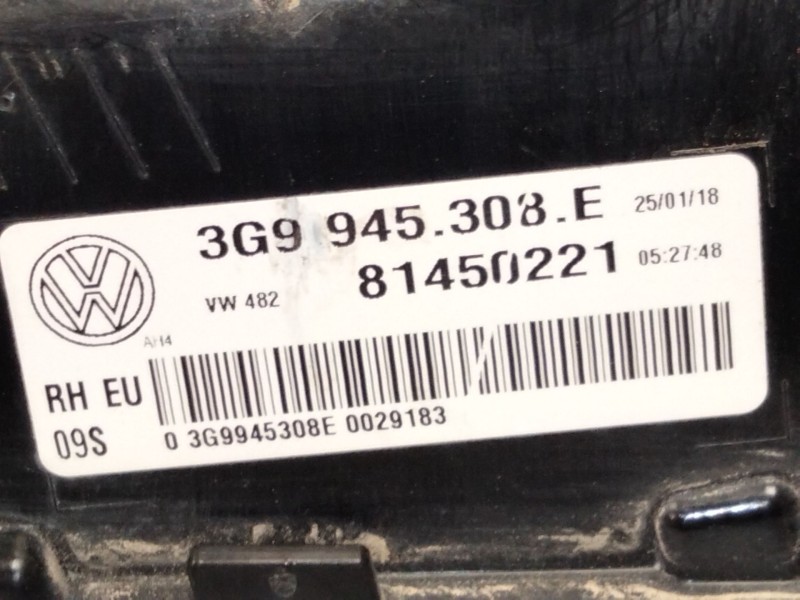 3G9 945.308.E 25/01/18
VW 482 81450221 05:27:48
AH4
RH EU
09S 0 3G9945308E 0029183